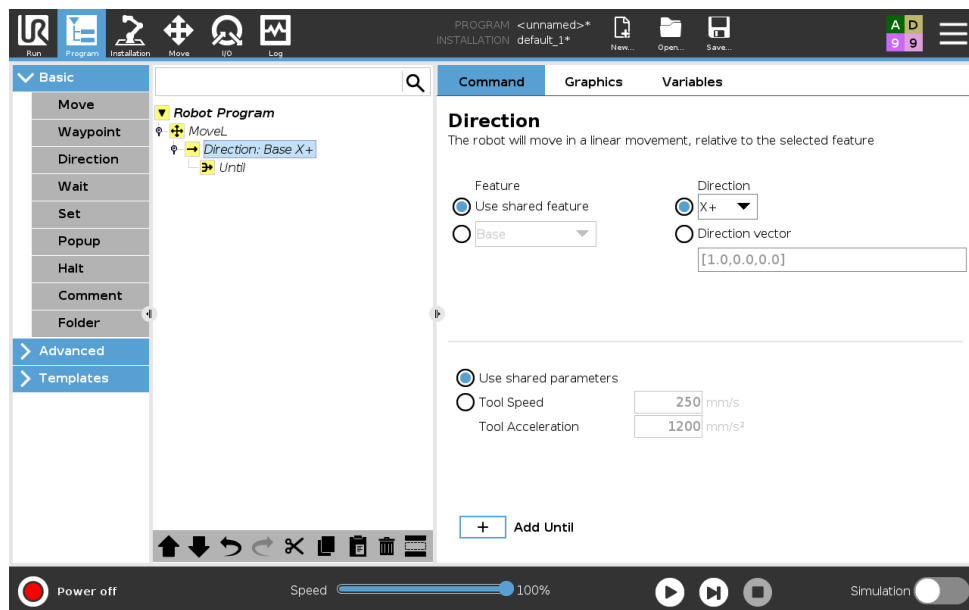 PROGRAM <unnamed>*
INSTALLATION default_1*
UR
Run
Program
Installation
Move
I/O
Log
New...
Open...
Save...
A D
9 9
Basic
Move
Waypoint
Direction
Wait
Set
Popup
Halt
Comment
Folder
Advanced
Templates
Robot Program
MoveL
Direction: Base X+
Until
Command Graphics Variables
Direction
The robot will move in a linear movement, relative to the selected feature
Feature
Use shared feature
Base
Direction
X+
Direction vector
[1.0,0.0,0.0]
Use shared parameters
Tool Speed 250 mm/s
Tool Acceleration 1200 mm/s²
+ Add Until
Power off
Speed 100%
Simulation